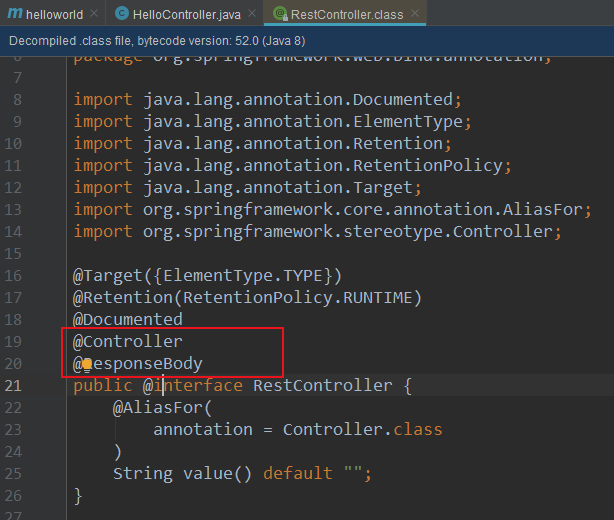 m helloworld × C HelloController.java × @ RestController.class ×
Decompiled .class file, bytecode version: 52.0 (Java 8)
6 package org.springframework.web.bind.annotation;
7
8 import java.lang.annotation.Documented;
9 import java.lang.annotation.ElementType;
10 import java.lang.annotation.Retention;
11 import java.lang.annotation.RetentionPolicy;
12 import java.lang.annotation.Target;
13 import org.springframework.core.annotation.AliasFor;
14 import org.springframework.stereotype.Controller;
15
16 @Target({ElementType.TYPE})
17 @Retention(RetentionPolicy.RUNTIME)
18 @Documented
19 @Controller
20 @ResponseBody
21 public @interface RestController {
22 @AliasFor(
23 annotation = Controller.class
24 )
25 String value() default "";
26 }
27